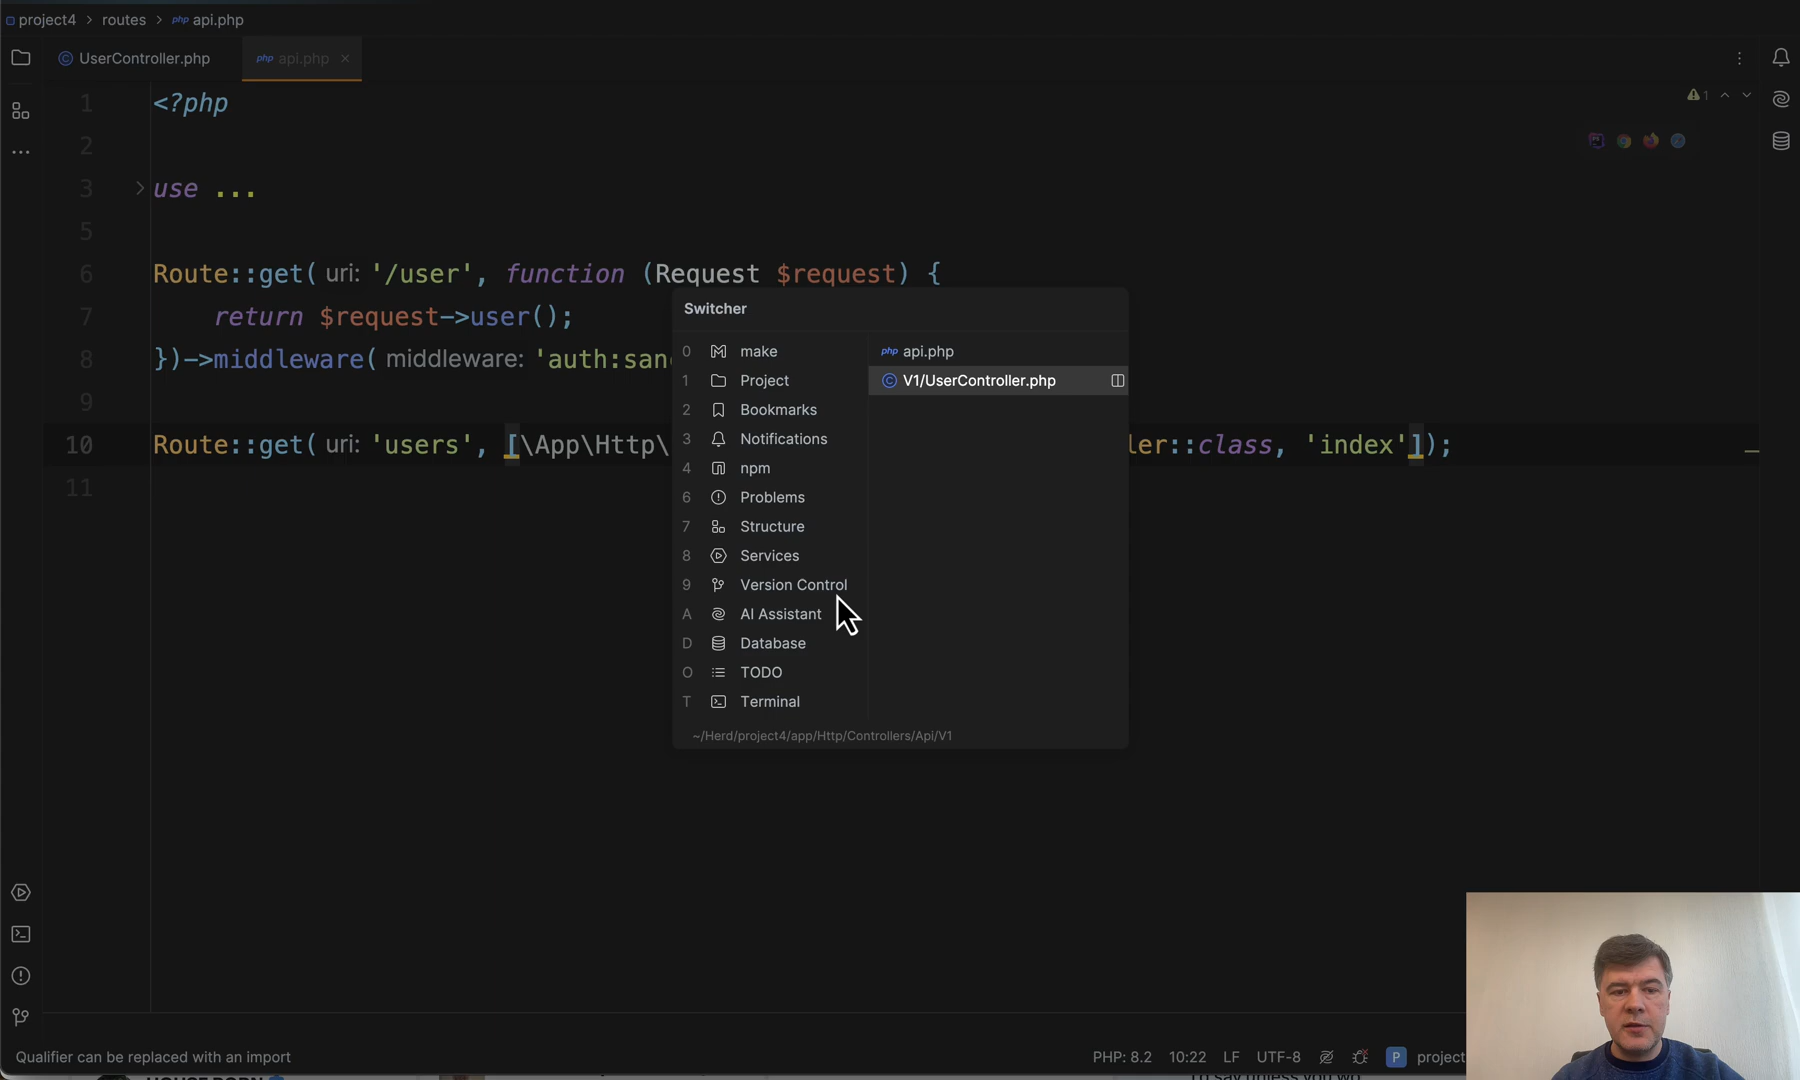 project4 > routes > php api.php
UserController.php
php api.php ×
1
1 <?php
2
3 use ...
5
6 Route::get( uri: '/user', function (Request $request) {
7 return $request->user();
8 })->middleware( middleware: 'auth:san
9
10 Route::get( uri: 'users', [\App\Http\
ler::class, 'index']);
11
Switcher
0 make
1 Project
2 Bookmarks
3 Notifications
4 npm
6 Problems
7 Structure
8 Services
9 Version Control
A AI Assistant
D Database
O TODO
T Terminal
php api.php
V1/UserController.php
~/Herd/project4/app/Http/Controllers/Api/V1
Qualifier can be replaced with an import
PHP: 8.2 10:22 LF UTF-8 P project